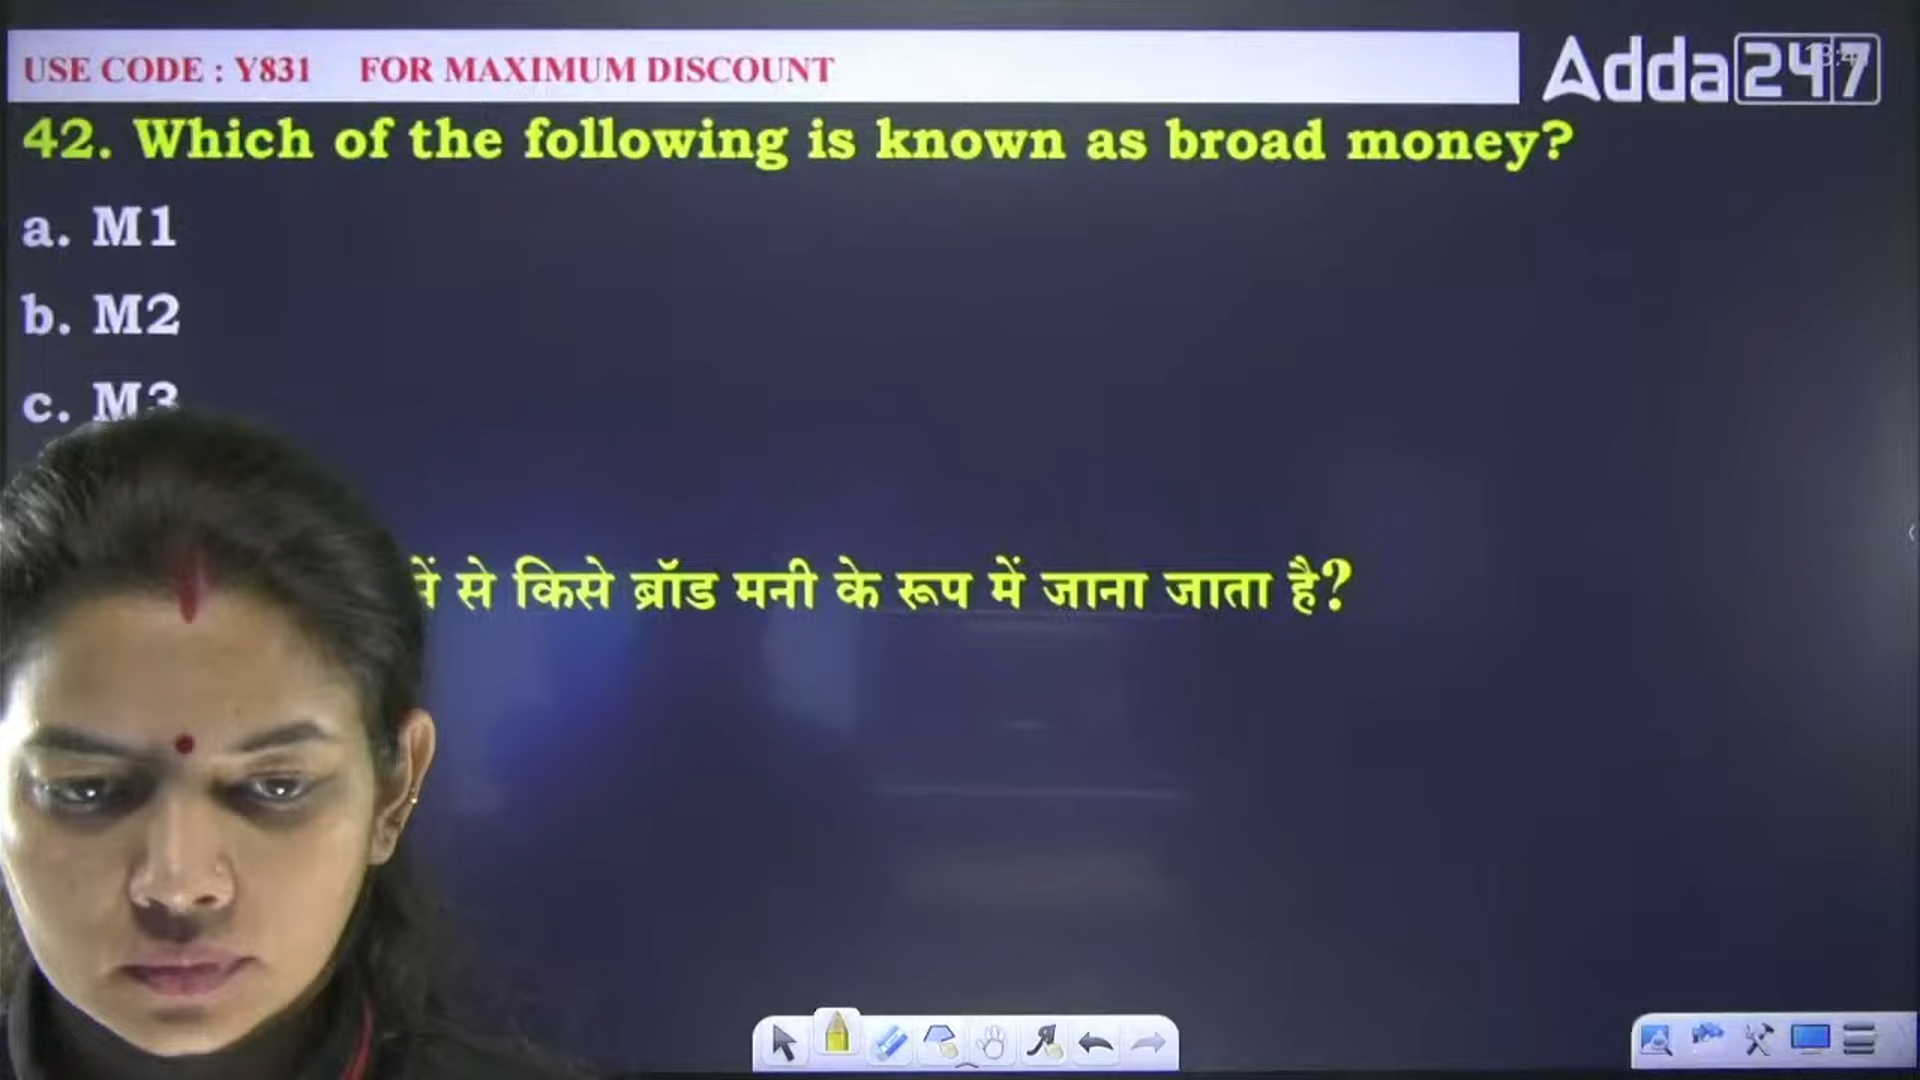 USE CODE : Y831 FOR MAXIMUM DISCOUNT
Adda247
42. Which of the following is known as broad money?
a. M1
b. M2
c. M3
से किसे ब्रॉड मनी के रूप में जाना जाता है?